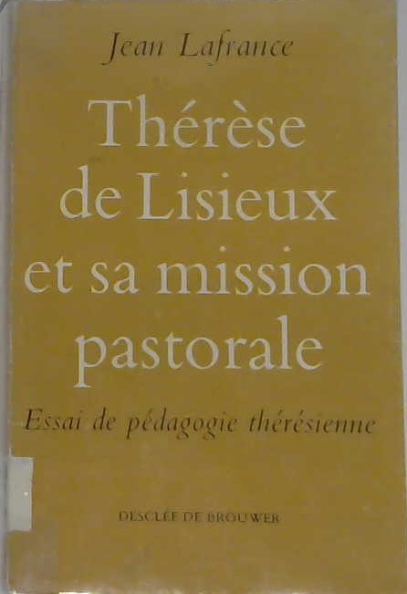 Jean Lafrance
Thérèse
de Lisieux
et sa mission
pastorale
Essai de pédagogie thérésienne
DESCLÉE DE BROUWER